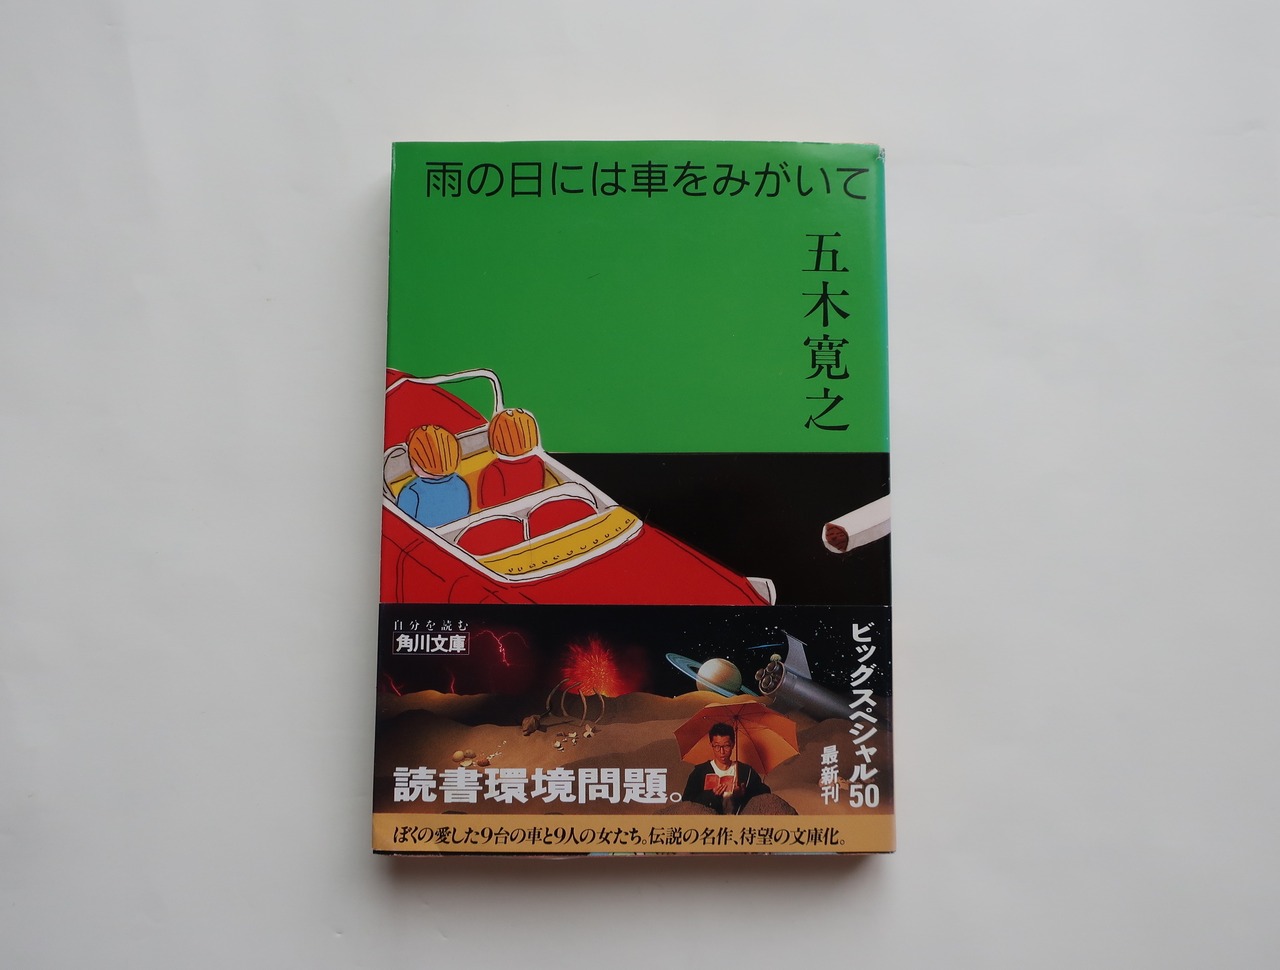 雨の日には車をみがいて
五木寛之
自分を読む
角川文庫
ビッグスペシャル50
最新刊
読書環境問題。
ぼくの愛した9台の車と9人の女たち。伝説の名作、待望の文庫化。